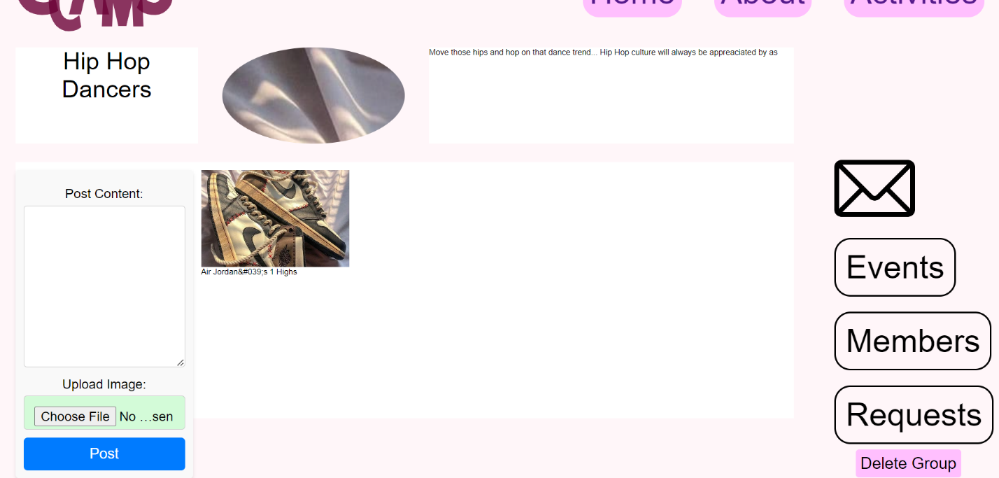 CAMS
Home
About
Activities
Hip Hop
Dancers
Move those hips and hop on that dance trend... Hip Hop culture will always be appreaciated by as
Post Content:
Air Jordan&#039;s 1 Highs
Upload Image:
Choose File No ...sen
Post
Events
Members
Requests
Delete Group